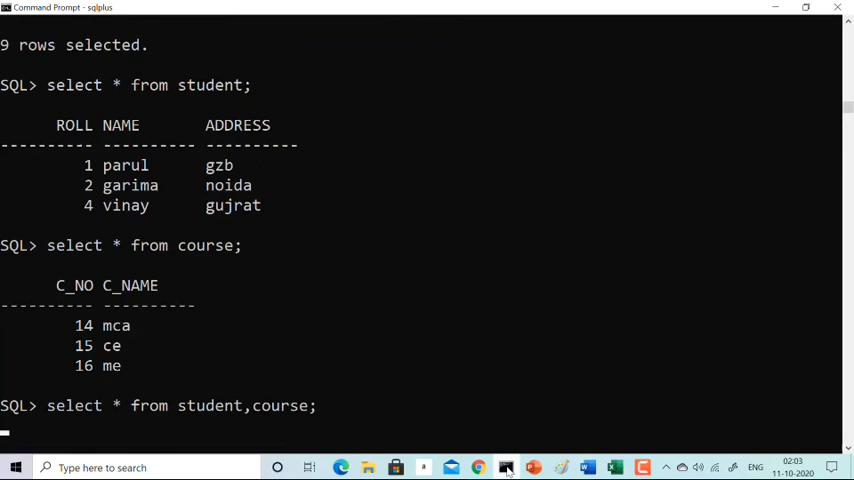 Command Prompt - sqlplus
9 rows selected.
SQL> select * from student;
ROLL NAME ADDRESS
---------- ---------- ----------
1 parul gzb
2 garima noida
4 vinay gujrat
SQL> select * from course;
C_NO C_NAME
---------- ----------
14 mca
15 ce
16 me
SQL> select * from student,course;
Type here to search
ENG
02:03
11-10-2020